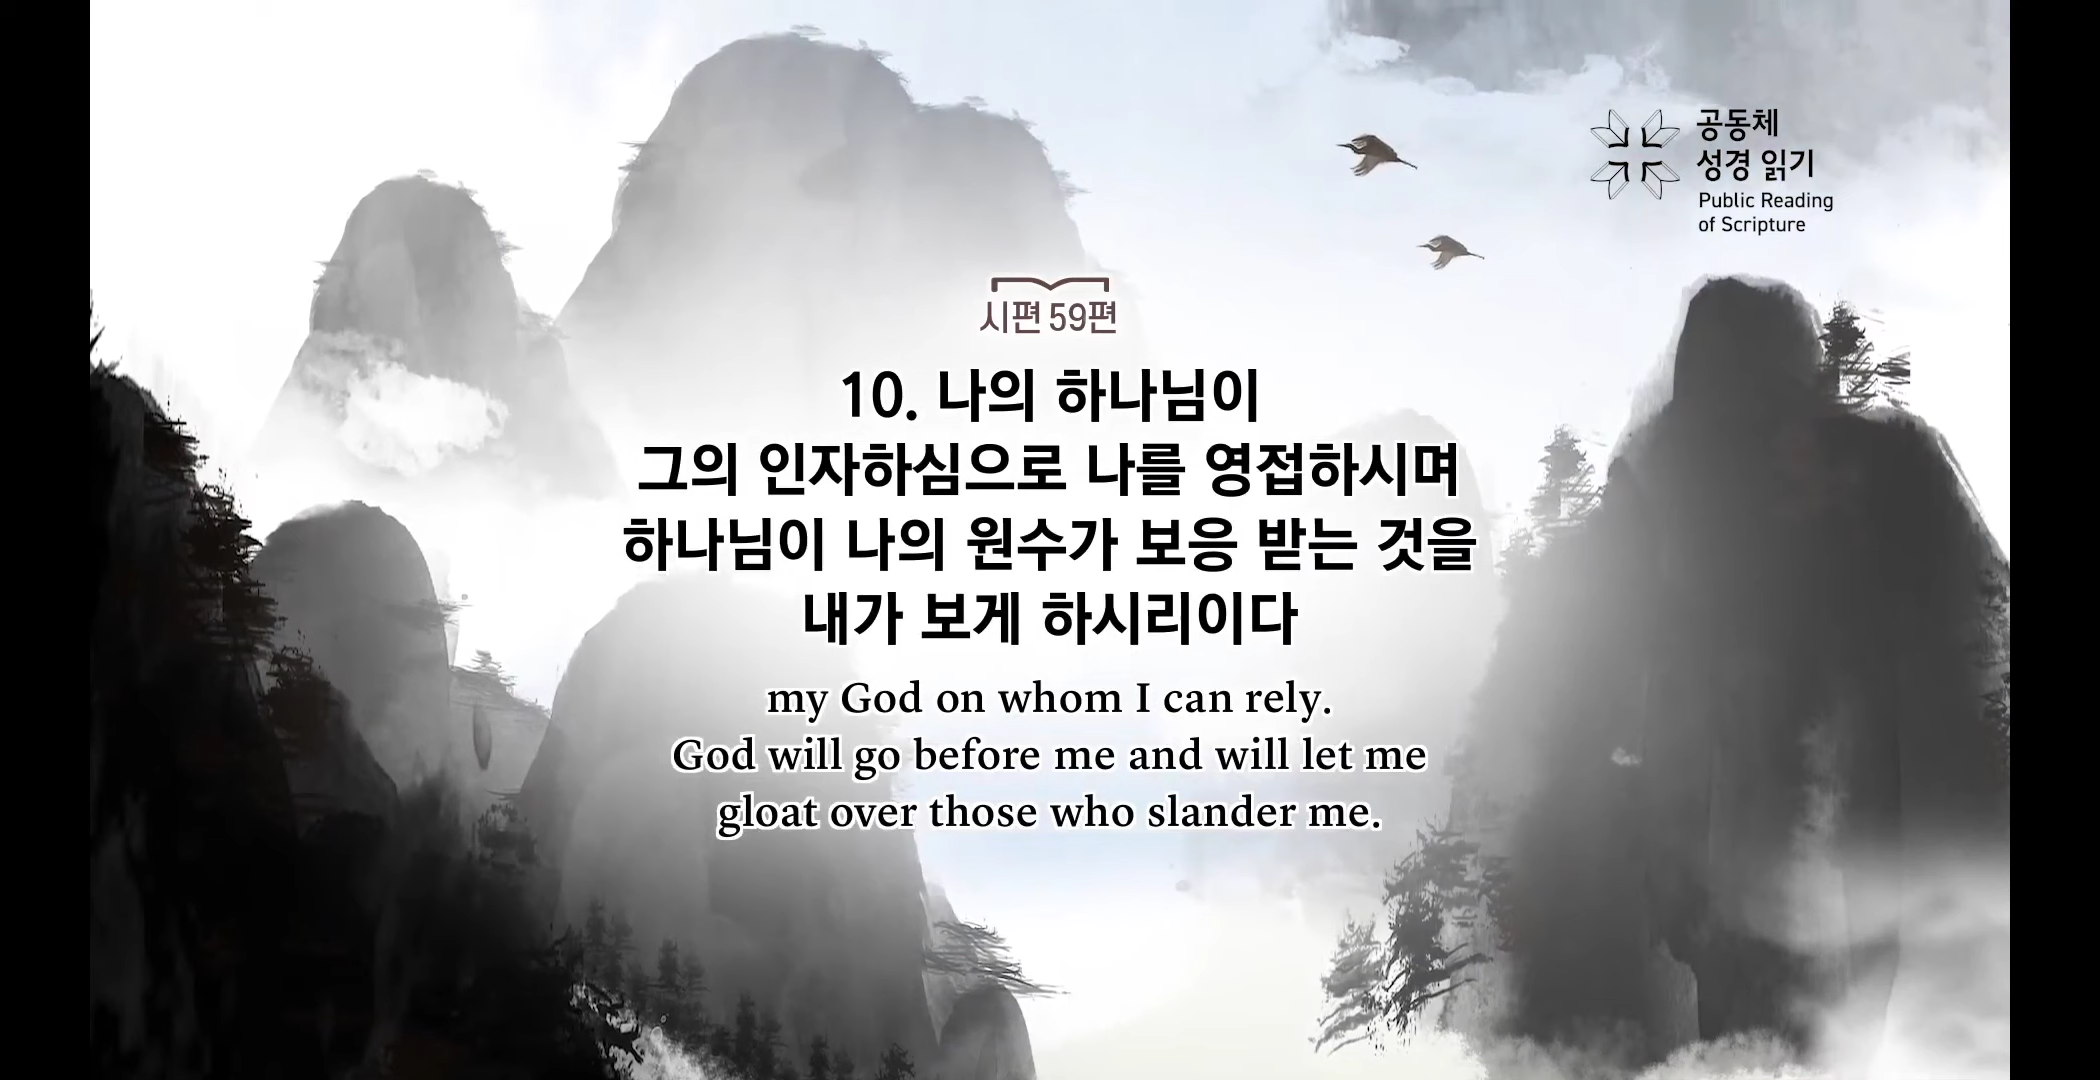 공동체
성경 읽기
Public Reading
of Scripture
시편 59편
10. 나의 하나님이
그의 인자하심으로 나를 영접하시며
하나님이 나의 원수가 보응 받는 것을
내가 보게 하시리이다
my God on whom I can rely.
God will go before me and will let me
gloat over those who slander me.